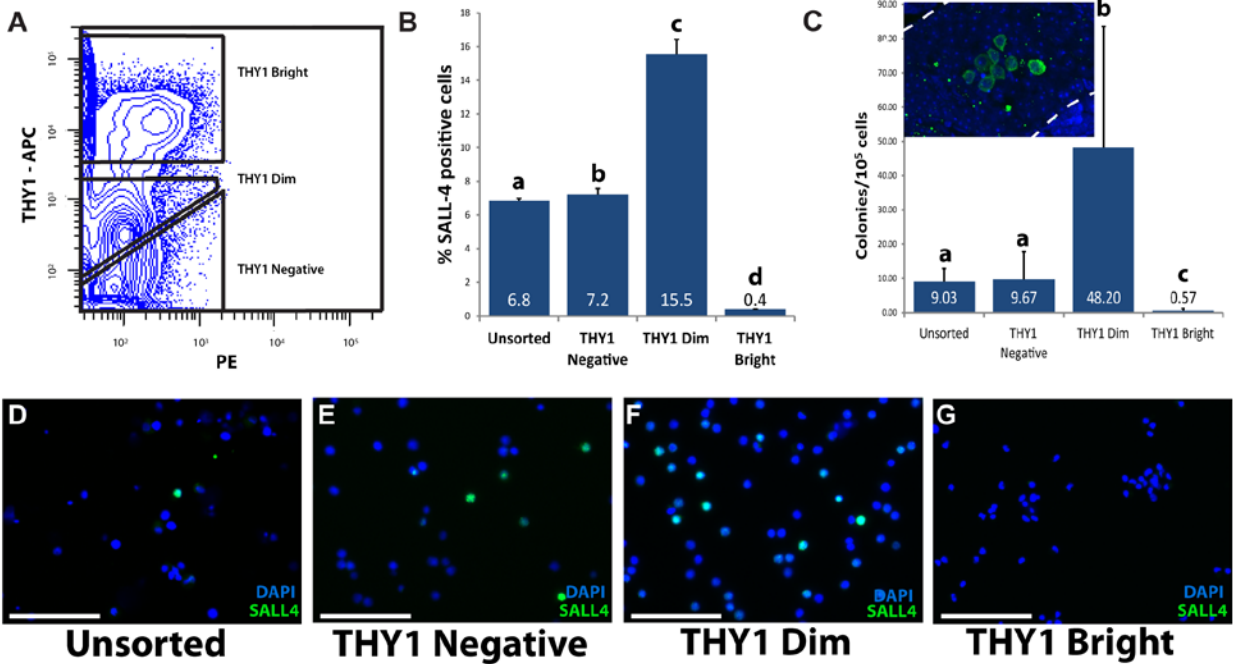 A
THY1 - APC
10⁵
10⁴
10³
10²
THY1 Bright
THY1 Dim
THY1 Negative
10² 10³ 10⁴ 10⁵
PE
B
% SALL-4 positive cells
18
16
14
12
10
8
6
4
2
0
a
b
c
d
6.8 7.2 15.5 0.4
Unsorted THY1 Negative THY1 Dim THY1 Bright
C
Colonies/10⁵ cells
90.00
80.00
70.00
60.00
50.00
40.00
30.00
20.00
10.00
0.00
a
a
b
c
9.03 9.67 48.20 0.57
Unsorted THY1 Negative THY1 Dim THY1 Bright
D
DAPI
SALL4
Unsorted
E
DAPI
SALL4
THY1 Negative
F
DAPI
SALL4
THY1 Dim
G
DAPI
SALL4
THY1 Bright